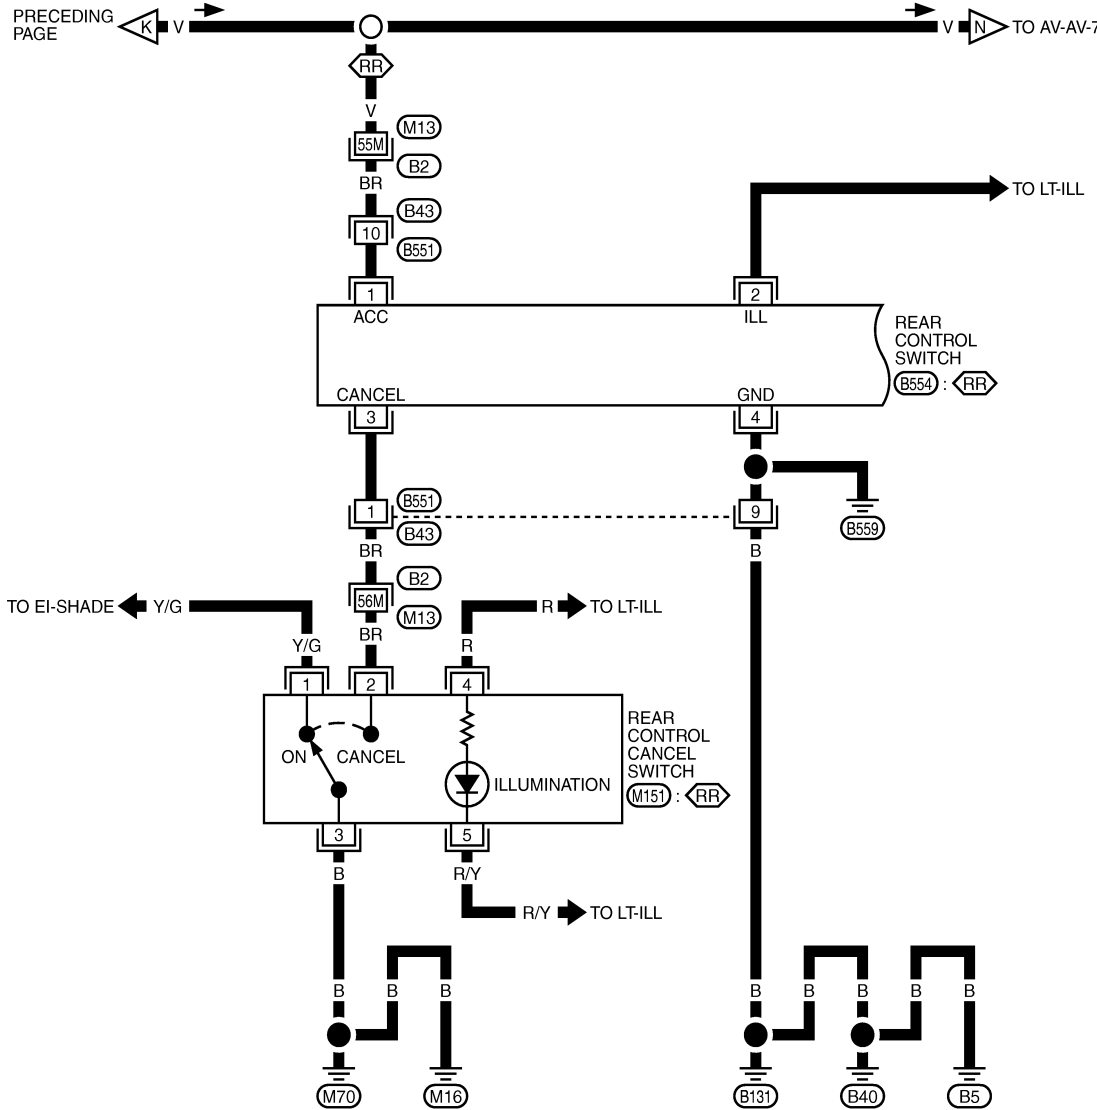 PRECEDING
PAGE
K
V
V
N
TO AV-AV-7
RR
V
M13
55M
B2
BR
TO LT-ILL
B43
10
B551
1
2
ACC
ILL
REAR
CONTROL
SWITCH
B554 : RR
CANCEL
GND
3
4
B551
1
9
B559
B43
BR
B
B2
56M
TO EI-SHADE
Y/G
R
TO LT-ILL
M13
BR
Y/G
R
1
2
4
REAR
CONTROL
CANCEL
SWITCH
M151 : RR
ON
CANCEL
ILLUMINATION
3
5
B
R/Y
R/Y
TO LT-ILL
B
B
B
B
B
B
B
B
M70
M16
B131
B40
B5